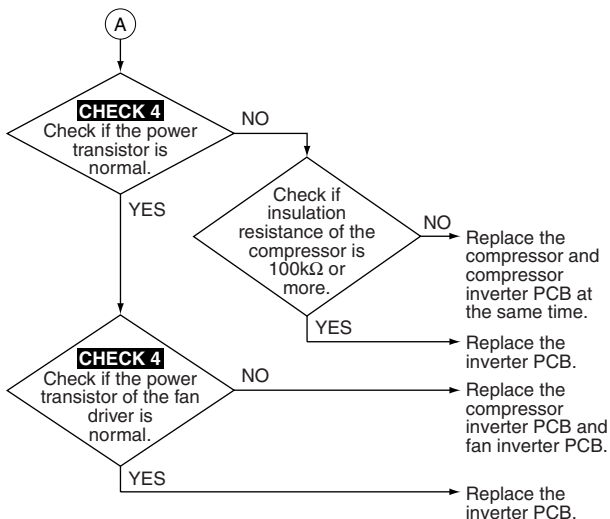 A
CHECK 4
Check if the power
transistor is
normal.
NO
YES
Check if
insulation
resistance of the
compressor is
100kΩ or
more.
NO
Replace the
compressor and
compressor
inverter PCB at
the same time.
YES
Replace the
inverter PCB.
CHECK 4
Check if the power
transistor of the fan
driver is
normal.
NO
Replace the
compressor
inverter PCB and
fan inverter PCB.
YES
Replace the
inverter PCB.